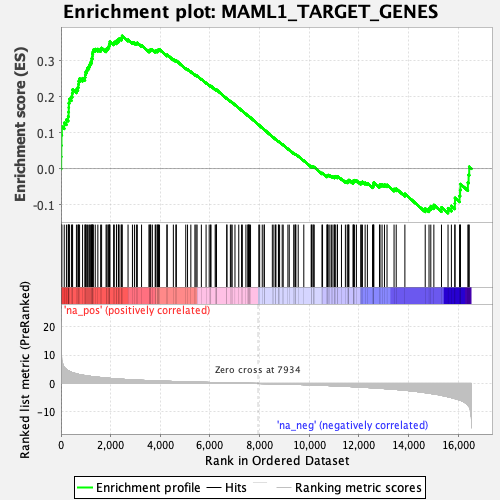 Enrichment plot: MAML1_TARGET_GENES
Enrichment score (ES)
0.3
0.2
0.1
0.0
-0.1
Ranked list metric (PreRanked)
'na_pos' (positively correlated)
20
10
0
-10
Zero cross at 7934
'na_neg' (negatively correlated)
0
2,000
4,000
6,000
8,000
10,000
12,000
14,000
16,000
Rank in Ordered Dataset
Enrichment profile
Hits
Ranking metric scores